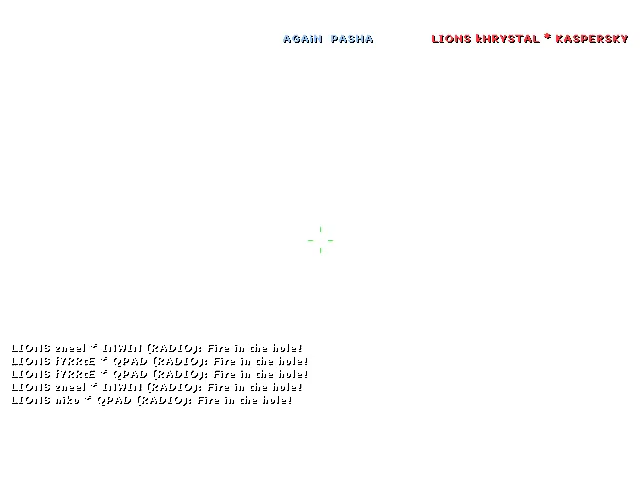 AGAiN PASHA LIONS kHRYSTAL * KASPERSKY
LIONS zneel * INWIN (RADIO): Fire in the hole!
LIONS fYRRcE * QPAD (RADIO): Fire in the hole!
LIONS fYRRcE * QPAD (RADIO): Fire in the hole!
LIONS zneel * INWIN (RADIO): Fire in the hole!
LIONS niko * QPAD (RADIO): Fire in the hole!